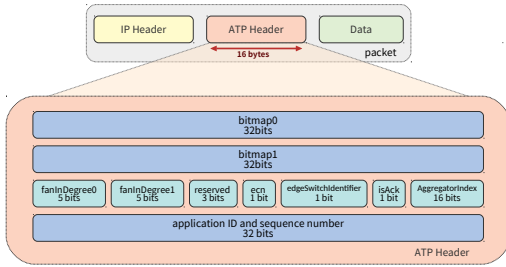 IP Header
ATP Header
Data
16 bytes
packet
bitmap0
32bits
bitmap1
32bits
fanInDegree0
5 bits
fanInDegree1
5 bits
reserved
3 bits
ecn
1 bit
edgeSwitchIdentifier
1 bit
isAck
1 bit
AggregatorIndex
16 bits
application ID and sequence number
32 bits
ATP Header